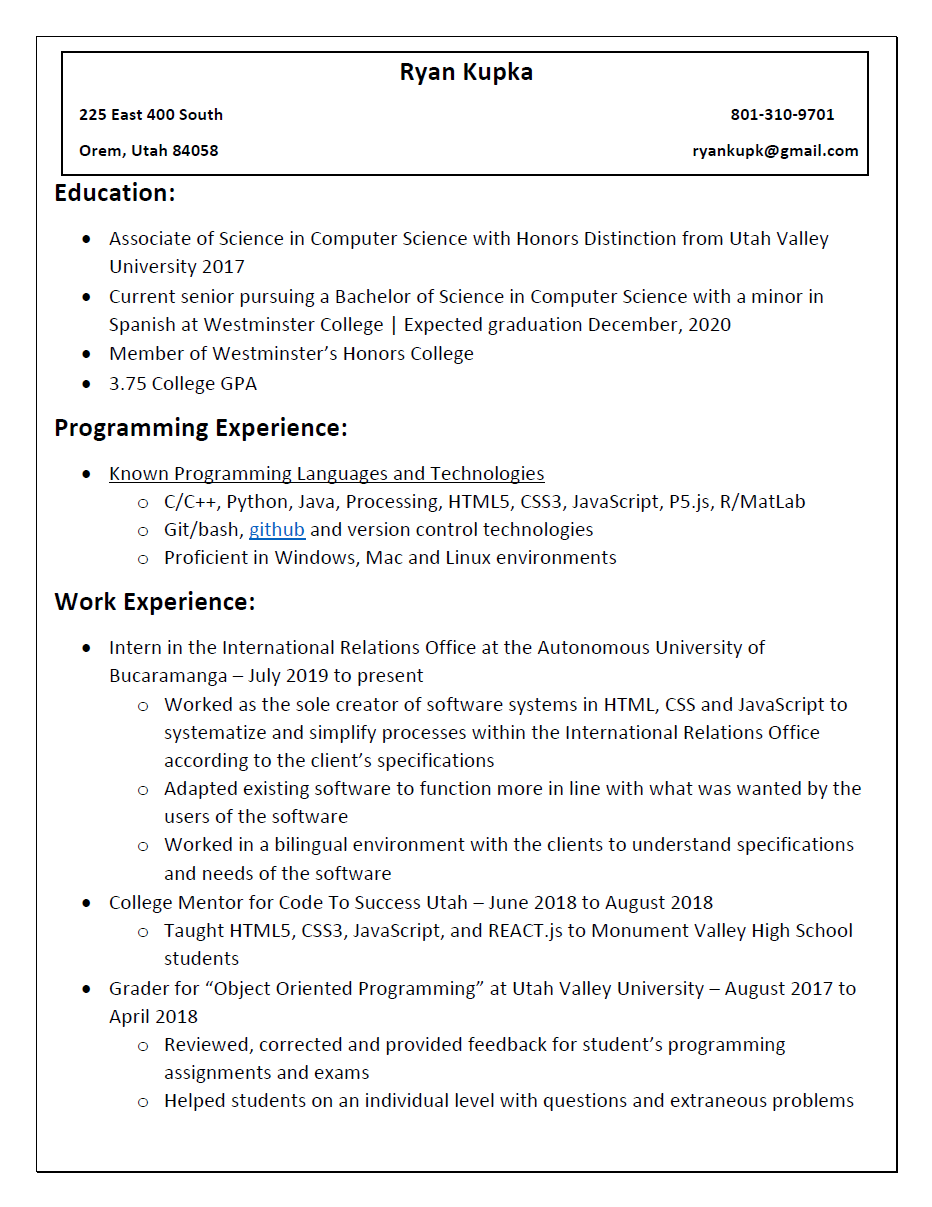 Ryan Kupka
225 East 400 South 801-310-9701
Orem, Utah 84058 ryankupk@gmail.com
Education:
• Associate of Science in Computer Science with Honors Distinction from Utah Valley
University 2017
• Current senior pursuing a Bachelor of Science in Computer Science with a minor in
Spanish at Westminster College | Expected graduation December, 2020
• Member of Westminster’s Honors College
• 3.75 College GPA
Programming Experience:
• Known Programming Languages and Technologies
o C/C++, Python, Java, Processing, HTML5, CSS3, JavaScript, P5.js, R/MatLab
o Git/bash, github and version control technologies
o Proficient in Windows, Mac and Linux environments
Work Experience:
• Intern in the International Relations Office at the Autonomous University of
Bucaramanga – July 2019 to present
o Worked as the sole creator of software systems in HTML, CSS and JavaScript to
systematize and simplify processes within the International Relations Office
according to the client’s specifications
o Adapted existing software to function more in line with what was wanted by the
users of the software
o Worked in a bilingual environment with the clients to understand specifications
and needs of the software
• College Mentor for Code To Success Utah – June 2018 to August 2018
o Taught HTML5, CSS3, JavaScript, and REACT.js to Monument Valley High School
students
• Grader for “Object Oriented Programming” at Utah Valley University – August 2017 to
April 2018
o Reviewed, corrected and provided feedback for student’s programming
assignments and exams
o Helped students on an individual level with questions and extraneous problems